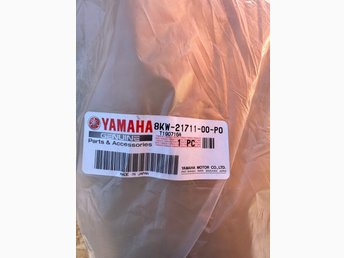 YAMAHA 8KW-21711-00-P0
GENUINE
Parts & Accessories
1 PC
YAMAHA MOTOR CO., LTD.
MADE IN JAPAN